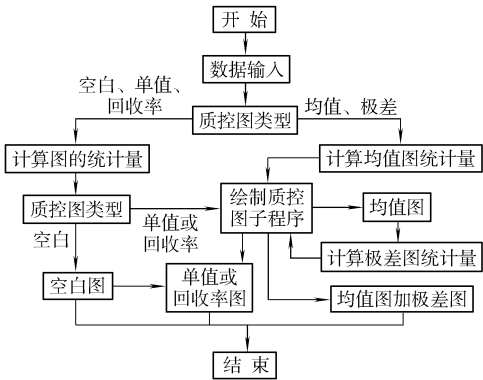 开 始
数据输入
空白、单值、
回收率
质控图类型
均值、极差
计算图的统计量
计算均值图统计量
质控图类型
单值或
回收率
绘制质控
图子程序
均值图
空白
计算极差图统计量
空白图
单值或
回收率图
均值图加极差图
结 束